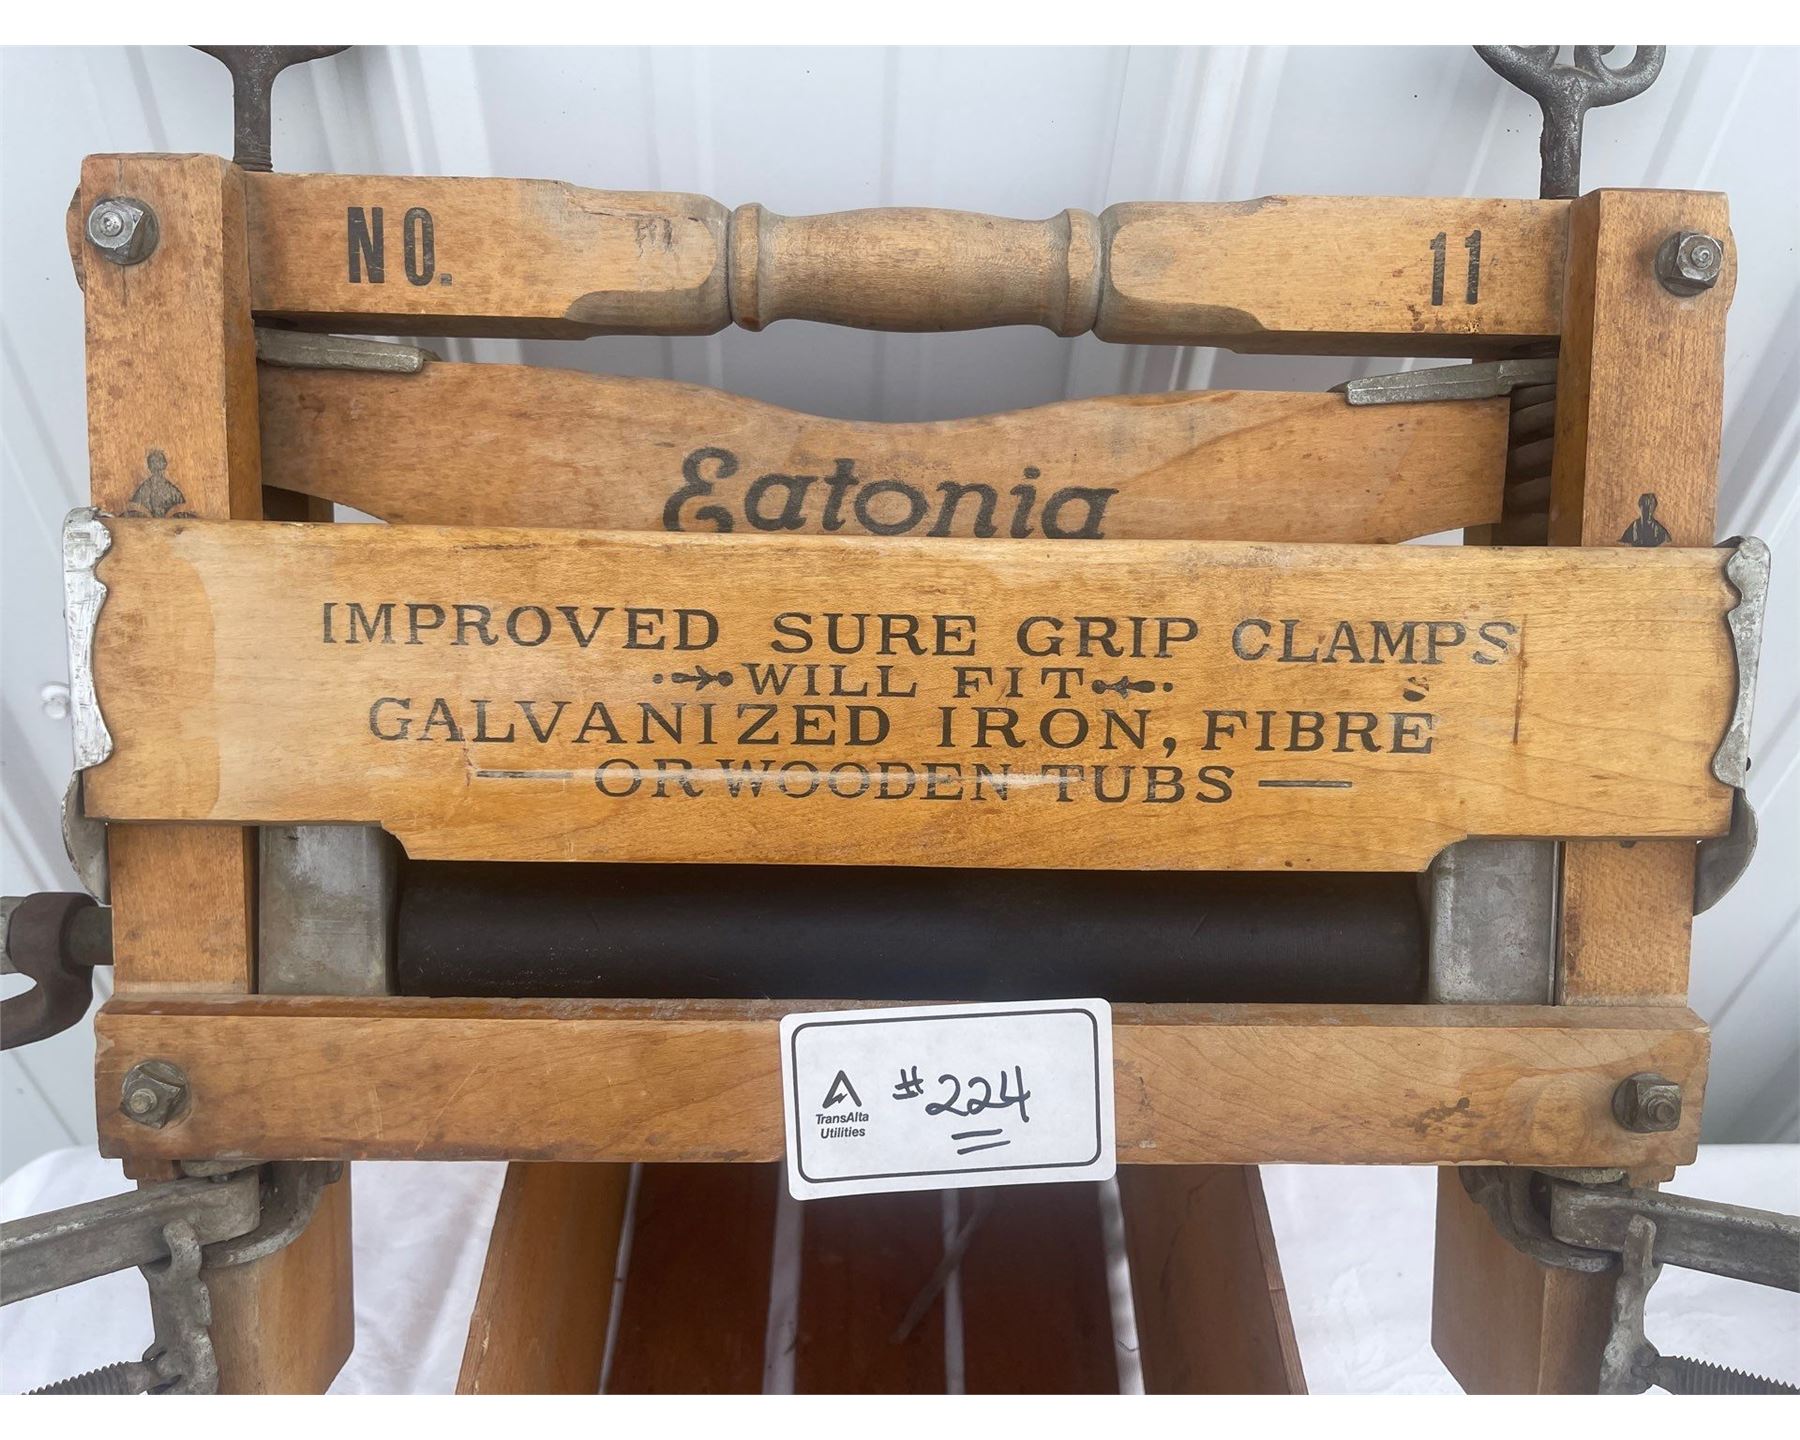 NO. 11
Eatonia
IMPROVED SURE GRIP CLAMPS
WILL FIT
GALVANIZED IRON, FIBRE
OR WOODEN TUBS
#224
TransAlta
Utilities